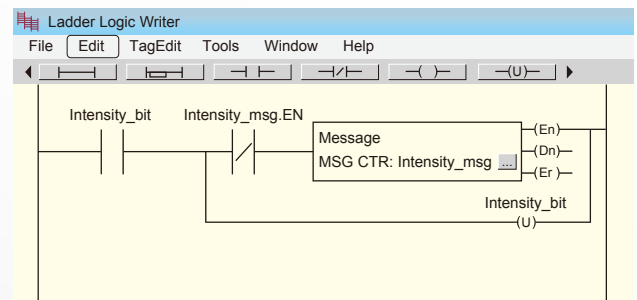 Ladder Logic Writer
File Edit TagEdit Tools Window Help
(U)
Intensity_bit Intensity_msg.EN
Message
MSG CTR: Intensity_msg ...
(En)
(Dn)
(Er)
Intensity_bit
(U)